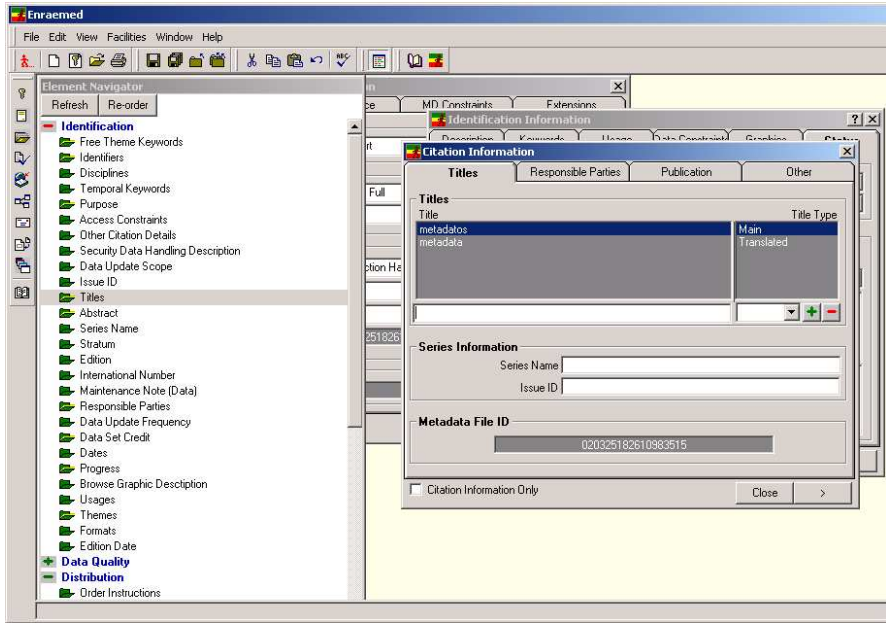 Enraemed
File Edit View Facilities Window Help
ABC
Element Navigator
Refresh Re-order
Identification
Free Theme Keywords
Identifiers
Disciplines
Temporal Keywords
Purpose
Access Constraints
Other Citation Details
Security Data Handling Description
Data Update Scope
Issue ID
Titles
Abstract
Series Name
Stratum
Edition
International Number
Maintenance Note (Data)
Responsible Parties
Data Update Frequency
Data Set Credit
Dates
Progress
Browse Graphic Desctiption
Usages
Themes
Formats
Edition Date
Data Quality
Distribution
Order Instructions
MD Constraints Extensions
Full
Identification Information
Description Keywords Usage Data Constraints Graphics Status
Citation Information
Titles Responsible Parties Publication Other
Titles
Title Title Type
metadatos Main
metadata Translated
Series Information
Series Name
Issue ID
Metadata File ID
020325182610983515
Citation Information Only
Close >